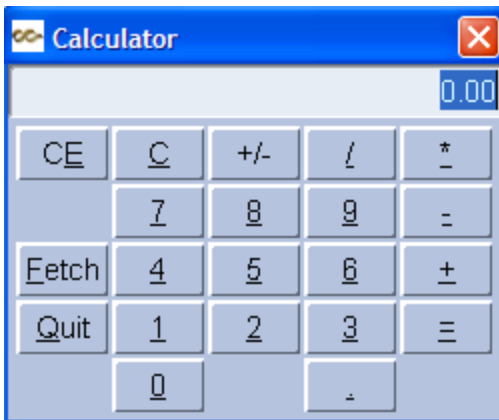 Calculator
0.00
CE C +/- / *
7 8 9 -
Fetch 4 5 6 +
Quit 1 2 3 =
0 .